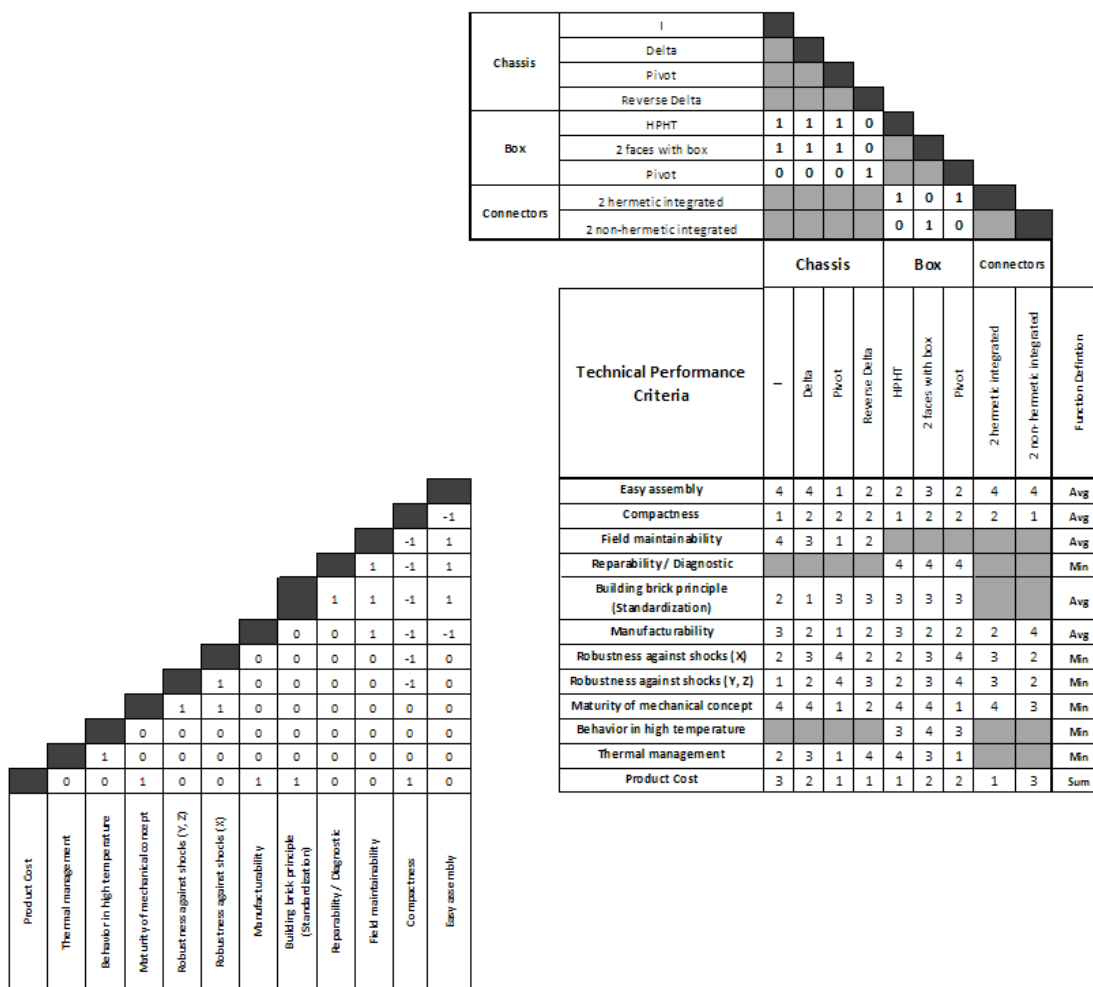 Chassis
I
Delta
Pivot
Reverse Delta
Box
HPHT 1 1 1 0
2 faces with box 1 1 1 0
Pivot 0 0 0 1
Connectors
2 hermetic integrated 1 0 1
2 non-hermetic integrated 0 1 0
Chassis Box Connectors
Technical Performance
Criteria
I
Delta
Pivot
Reverse Delta
HPHT
2 faces with box
Pivot
2 hermetic integrated
2 non-hermetic integrated
Function Defintion
Easy assembly 4 4 1 2 2 3 2 4 4 Avg
Compactness 1 2 2 2 1 2 2 2 1 Avg
Field maintainability 4 3 1 2 Avg
Reparability / Diagnostic 4 4 4 Min
Building brick principle
(Standardization) 2 1 3 3 3 3 3 Avg
Manufacturability 3 2 1 2 3 2 2 2 4 Avg
Robustness against shocks (X) 2 3 4 2 2 3 4 3 2 Min
Robustness against shocks (Y, Z) 1 2 4 3 2 3 4 3 2 Min
Maturity of mechanical concept 4 4 1 2 4 4 1 4 3 Min
Behavior in high temperature 3 4 3 Min
Thermal management 2 3 1 4 4 3 1 Min
Product Cost 3 2 1 1 1 2 2 1 3 Sum
-1
-1 1
1 -1 1
1 1 -1 1
0 0 1 -1 -1
0 0 0 0 -1 0
1 0 0 0 0 -1 0
1 1 0 0 0 0 0 0
0 0 0 0 0 0 0 0 0
1 0 0 0 0 0 0 0 0 0
0 0 1 0 0 1 1 0 0 1 0
Product Cost
Thermal management
Behavior in high temperature
Maturity of mechanical concept
Robustness against shocks (Y, Z)
Robustness against shocks (X)
Manufacturability
Building brick principle
(Standardization)
Reparability / Diagnostic
Field maintainability
Compactness
Easy assembly